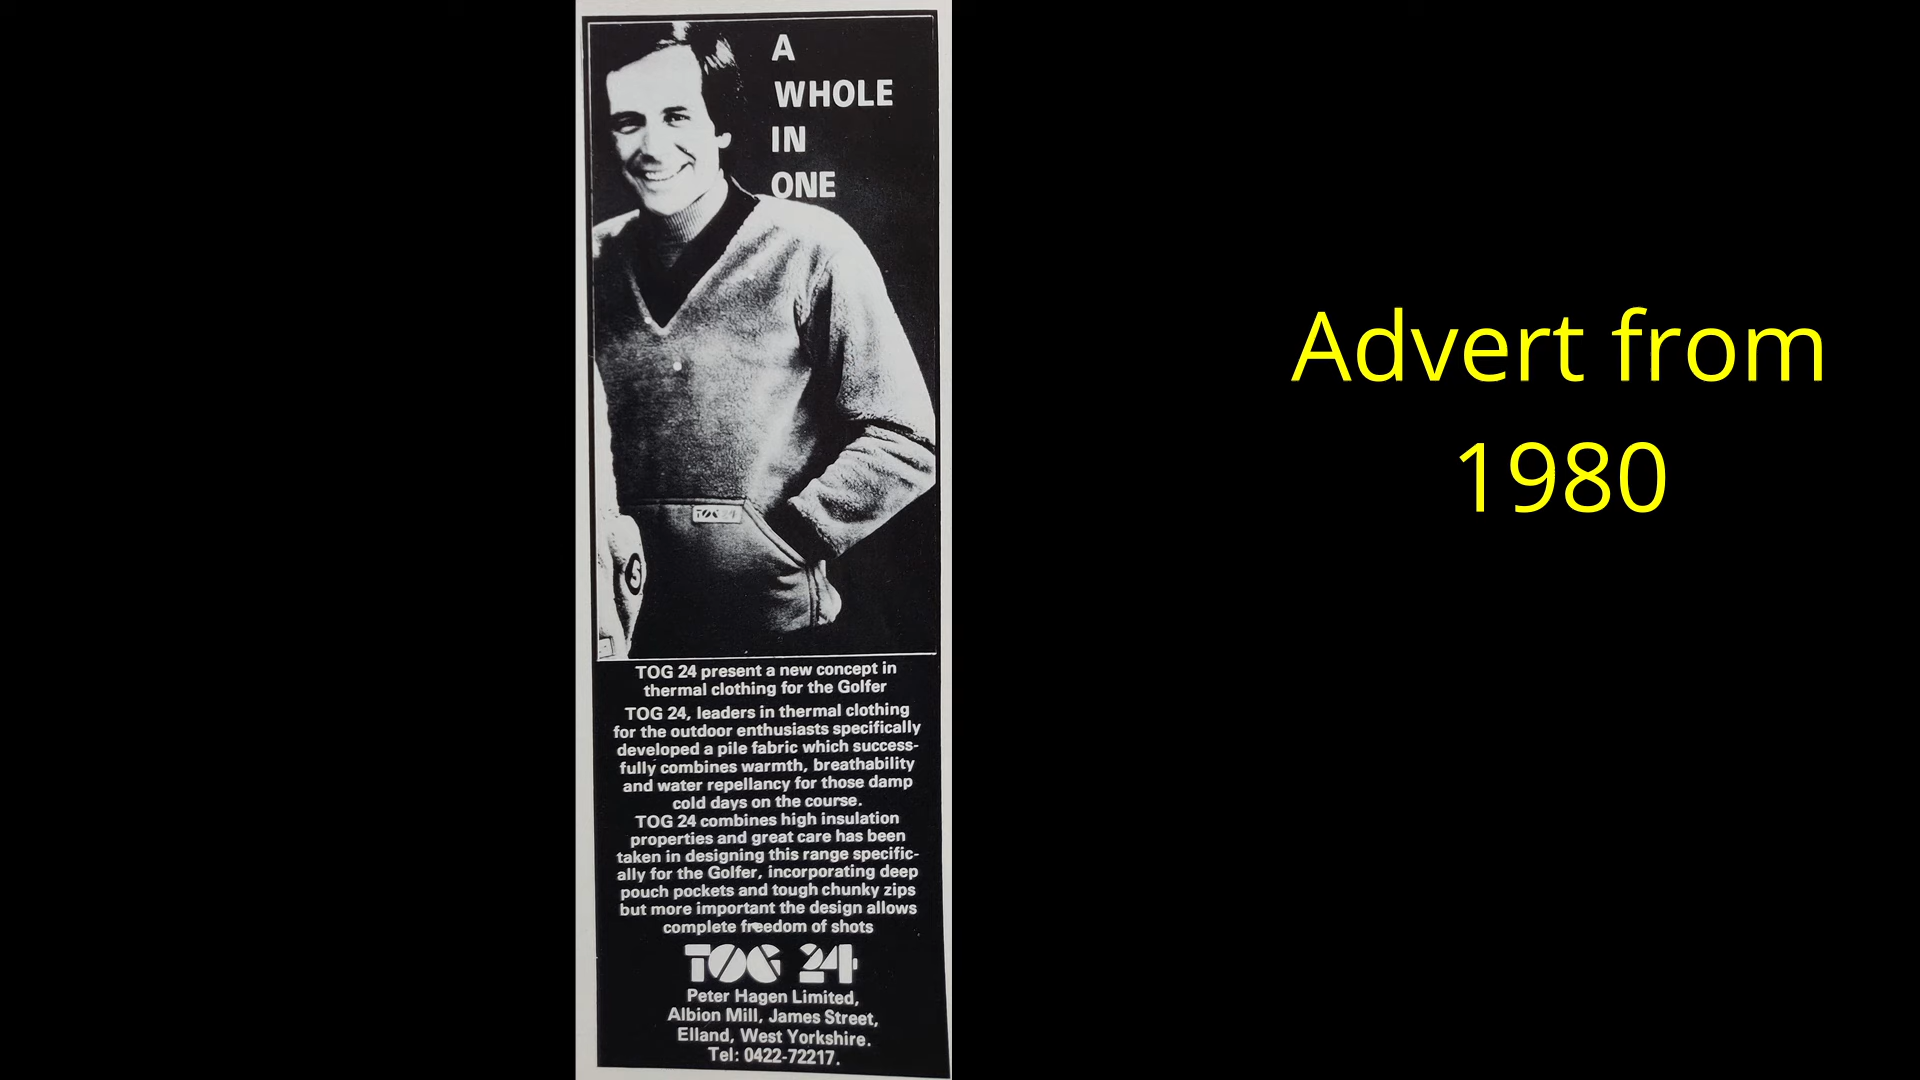 A
WHOLE
IN
ONE
TOG 24
5
TOG 24 present a new concept in
thermal clothing for the Golfer
TOG 24, leaders in thermal clothing
for the outdoor enthusiasts specifically
developed a pile fabric which success-
fully combines warmth, breathability
and water repellancy for those damp
cold days on the course.
TOG 24 combines high insulation
properties and great care has been
taken in designing this range specific-
ally for the Golfer, incorporating deep
pouch pockets and tough chunky zips
but more important the design allows
complete freedom of shots
TOG 24
Peter Hagen Limited,
Albion Mill, James Street,
Elland, West Yorkshire.
Tel: 0422-72217.
Advert from
1980